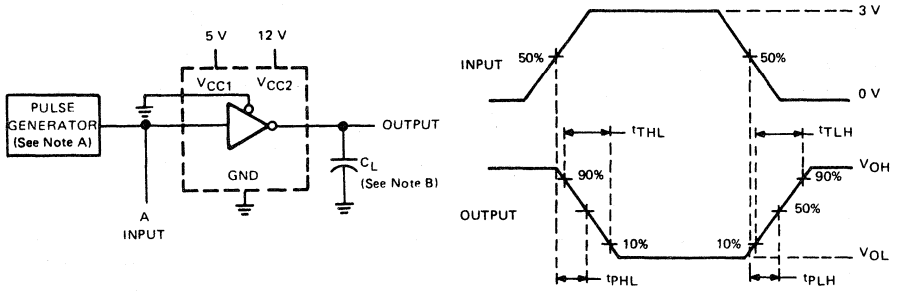 5 V
12 V
VCC1
VCC2
PULSE
GENERATOR
(See Note A)
OUTPUT
CL
(See Note B)
GND
A
INPUT
3 V
50%
50%
INPUT
0 V
tTHL
tTLH
VOH
90%
90%
OUTPUT
50%
10%
10%
VOL
tPHL
tPLH